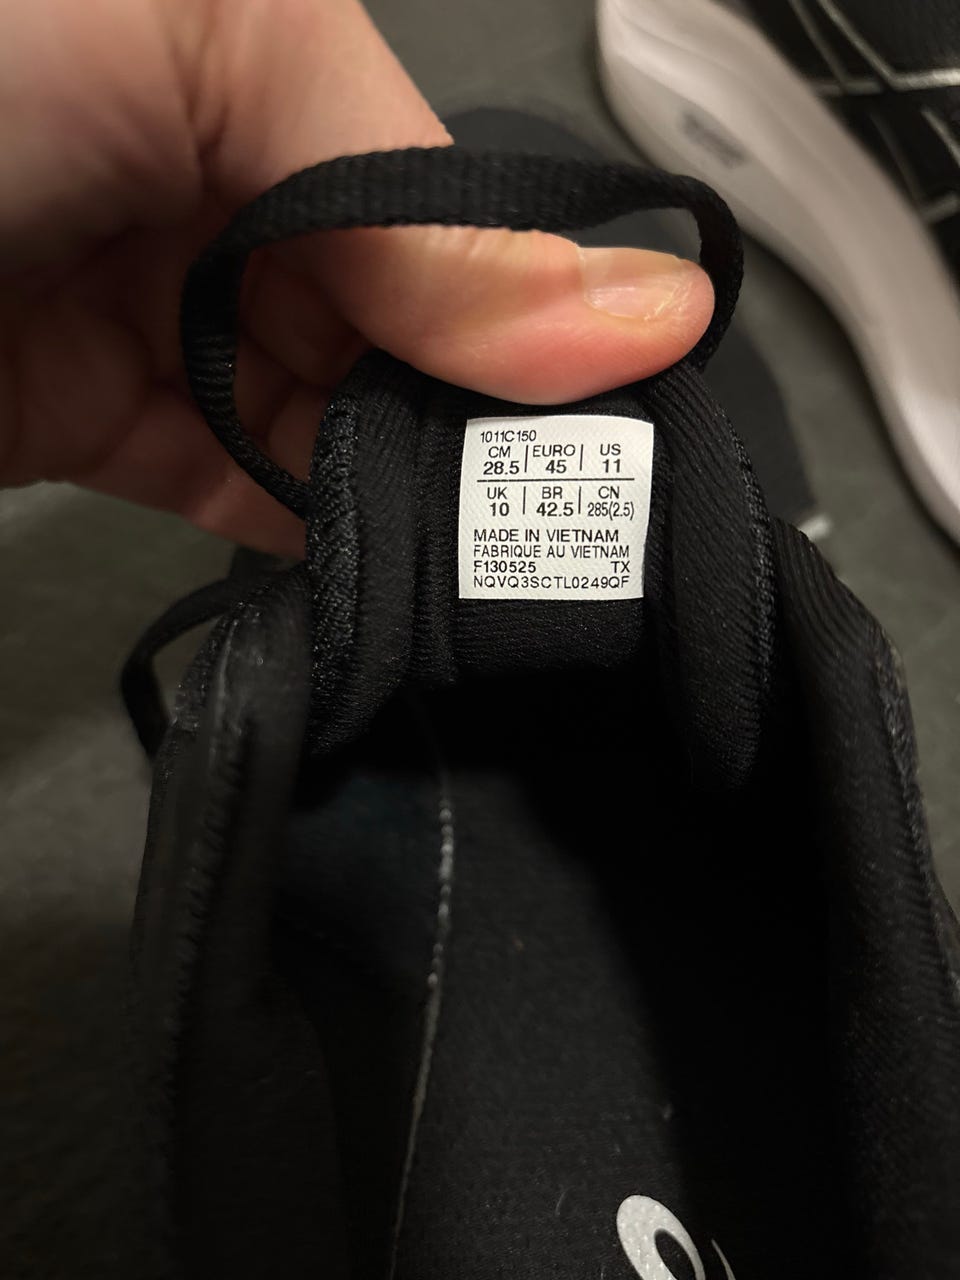 1011C150
CM EURO US
28.5 45 11
UK BR CN
10 42.5 285(2.5)
MADE IN VIETNAM
FABRIQUE AU VIETNAM
F130525 TX
NQVQ3SCTL0249QF